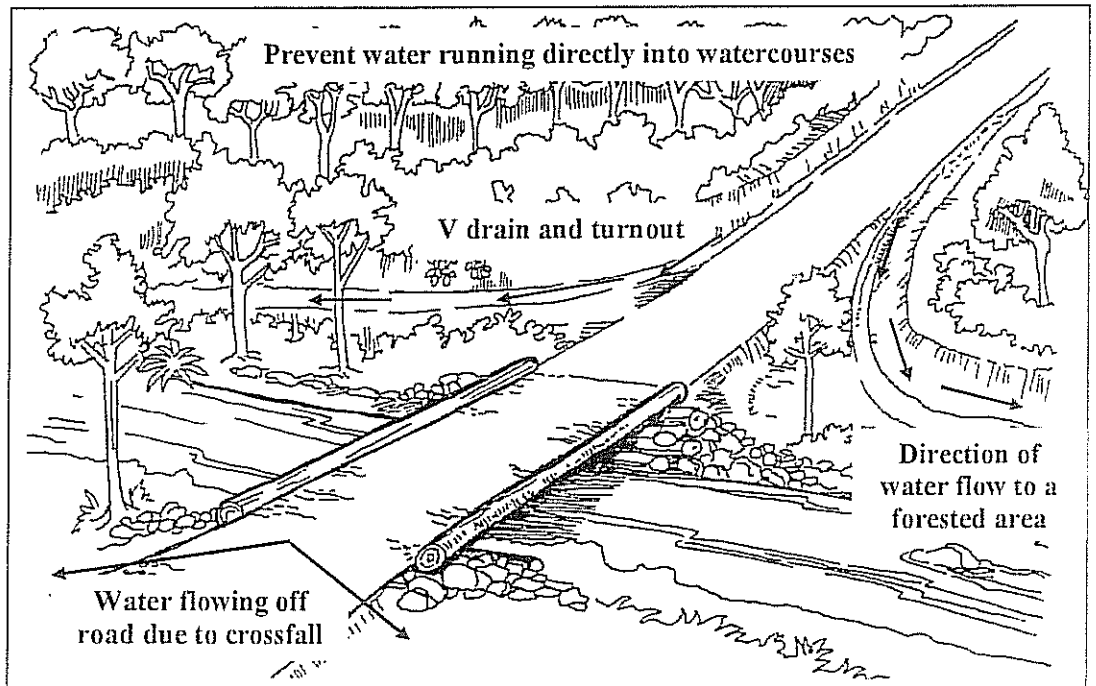 Prevent water running directly into watercourses
V drain and turnout
Direction of
water flow to a
forested area
Water flowing off
road due to crossfall